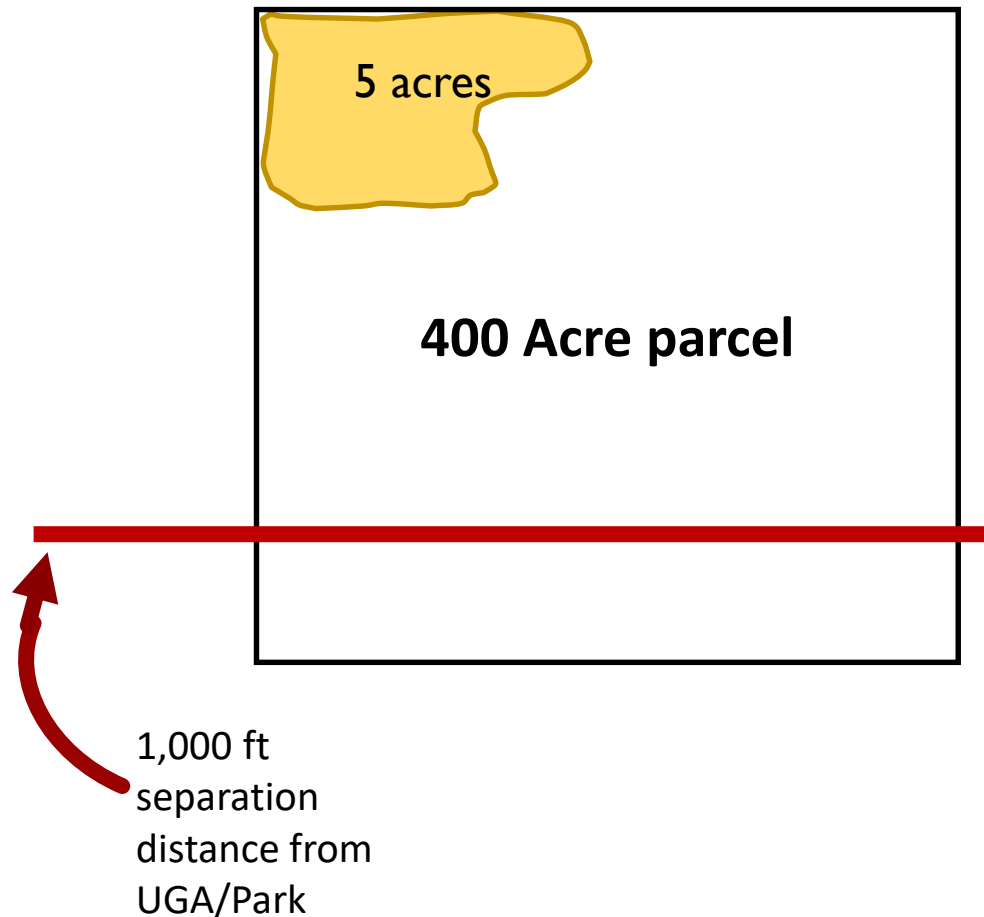 5 acres
400 Acre parcel
1,000 ft
separation
distance from
UGA/Park